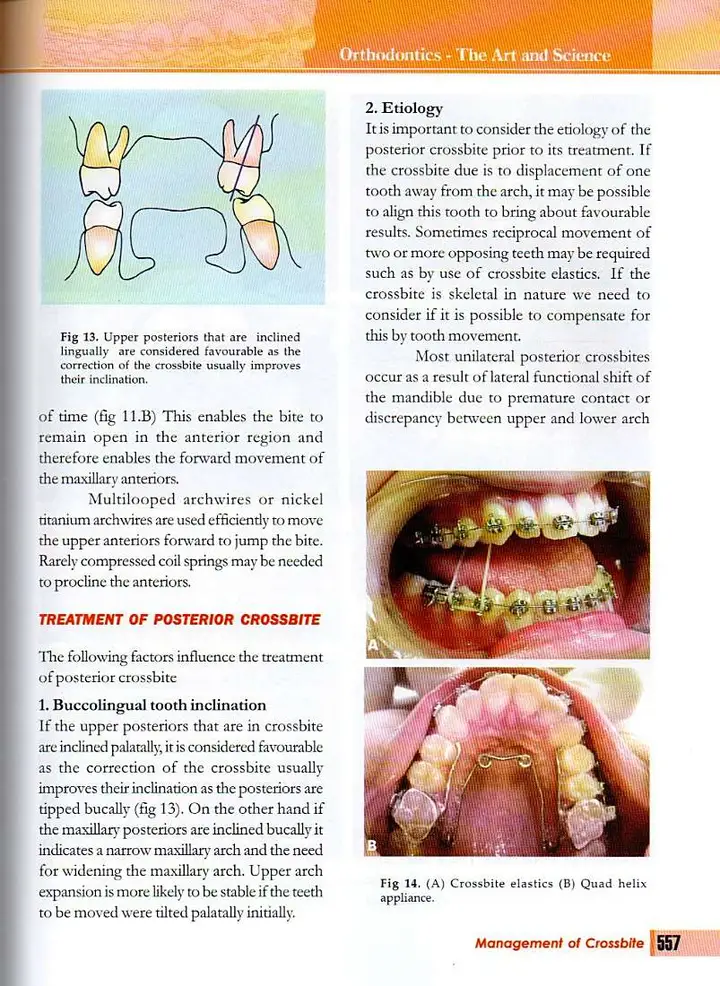 Orthodontics - The Art and Science
Fig 13. Upper posteriors that are inclined
lingually are considered favourable as the
correction of the crossbite usually improves
their inclination.
of time (fig 11.B) This enables the bite to
remain open in the anterior region and
therefore enables the forward movement of
the maxillary anteriors.
Multilooped archwires or nickel
titanium archwires are used efficiently to move
the upper anteriors forward to jump the bite.
Rarely compressed coil springs may be needed
to procline the anteriors.
TREATMENT OF POSTERIOR CROSSBITE
The following factors influence the treatment
of posterior crossbite
1. Buccolingual tooth inclination
If the upper posteriors that are in crossbite
are inclined palatally, it is considered favourable
as the correction of the crossbite usually
improves their inclination as the posteriors are
tipped bucally (fig 13). On the other hand if
the maxillary posteriors are inclined bucally it
indicates a narrow maxillary arch and the need
for widening the maxillary arch. Upper arch
expansion is more likely to be stable if the teeth
to be moved were tilted palatally initially.
2. Etiology
It is important to consider the etiology of the
posterior crossbite prior to its treatment. If
the crossbite due is to displacement of one
tooth away from the arch, it may be possible
to align this tooth to bring about favourable
results. Sometimes reciprocal movement of
two or more opposing teeth may be required
such as by use of crossbite elastics. If the
crossbite is skeletal in nature we need to
consider if it is possible to compensate for
this by tooth movement.
Most unilateral posterior crossbites
occur as a result of lateral functional shift of
the mandible due to premature contact or
discrepancy between upper and lower arch
A
B
Fig 14. (A) Crossbite elastics (B) Quad helix
appliance.
Management of Crossbite 557